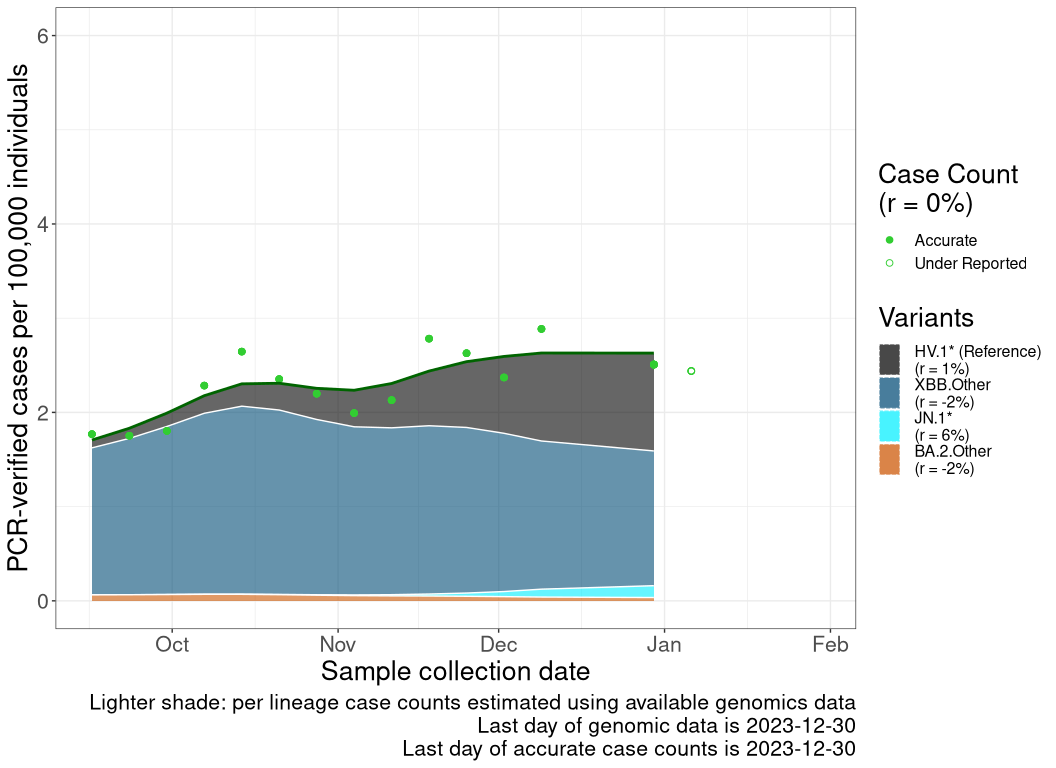 PCR-verified cases per 100,000 individuals
6
4
2
0
Oct
Nov
Dec
Jan
Feb
Sample collection date
Lighter shade: per lineage case counts estimated using available genomics data
Last day of genomic data is 2023-12-30
Last day of accurate case counts is 2023-12-30
Case Count
(r = 0%)
Accurate
Under Reported
Variants
HV.1* (Reference)
(r = 1%)
XBB.Other
(r = -2%)
JN.1*
(r = 6%)
BA.2.Other
(r = -2%)